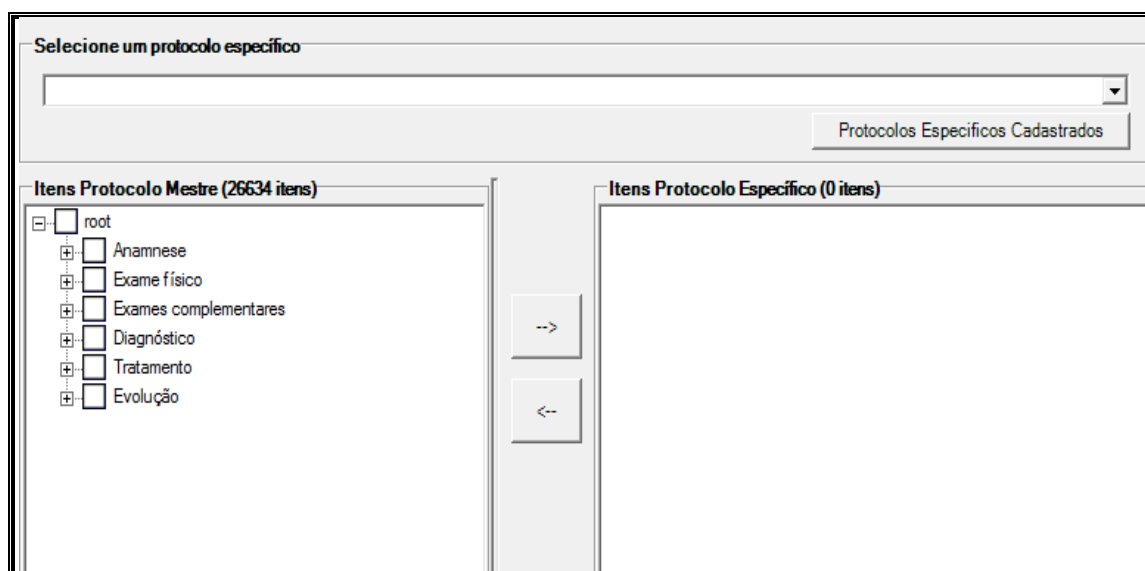 Selecione um protocolo específico
Protocolos Especificos Cadastrados
Itens Protocolo Mestre (26634 itens)
root
Anamnese
Exame físico
Exames complementares
Diagnóstico
Tratamento
Evolução
-->
<--
Itens Protocolo Específico (0 itens)